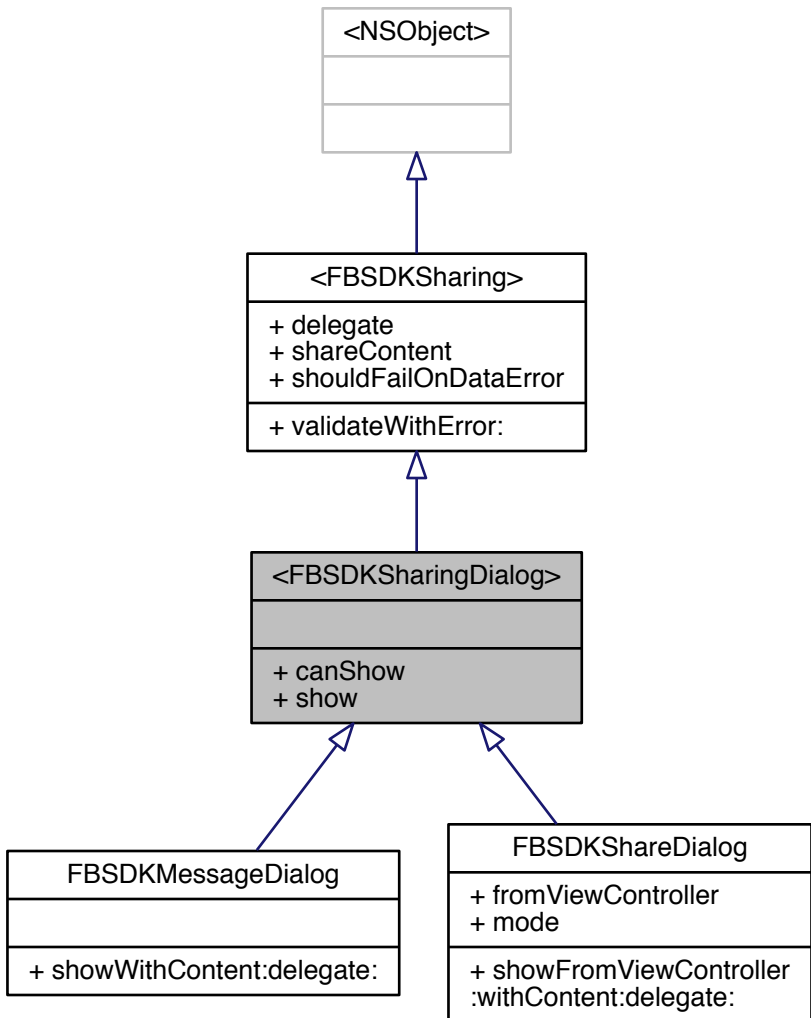 <NSObject>
<FBSDKSharing>
+ delegate
+ shareContent
+ shouldFailOnDataError
+ validateWithError:
<FBSDKSharingDialog>
+ canShow
+ show
FBSDKMessageDialog
+ showWithContent:delegate:
FBSDKShareDialog
+ fromViewController
+ mode
+ showFromViewController
:withContent:delegate: